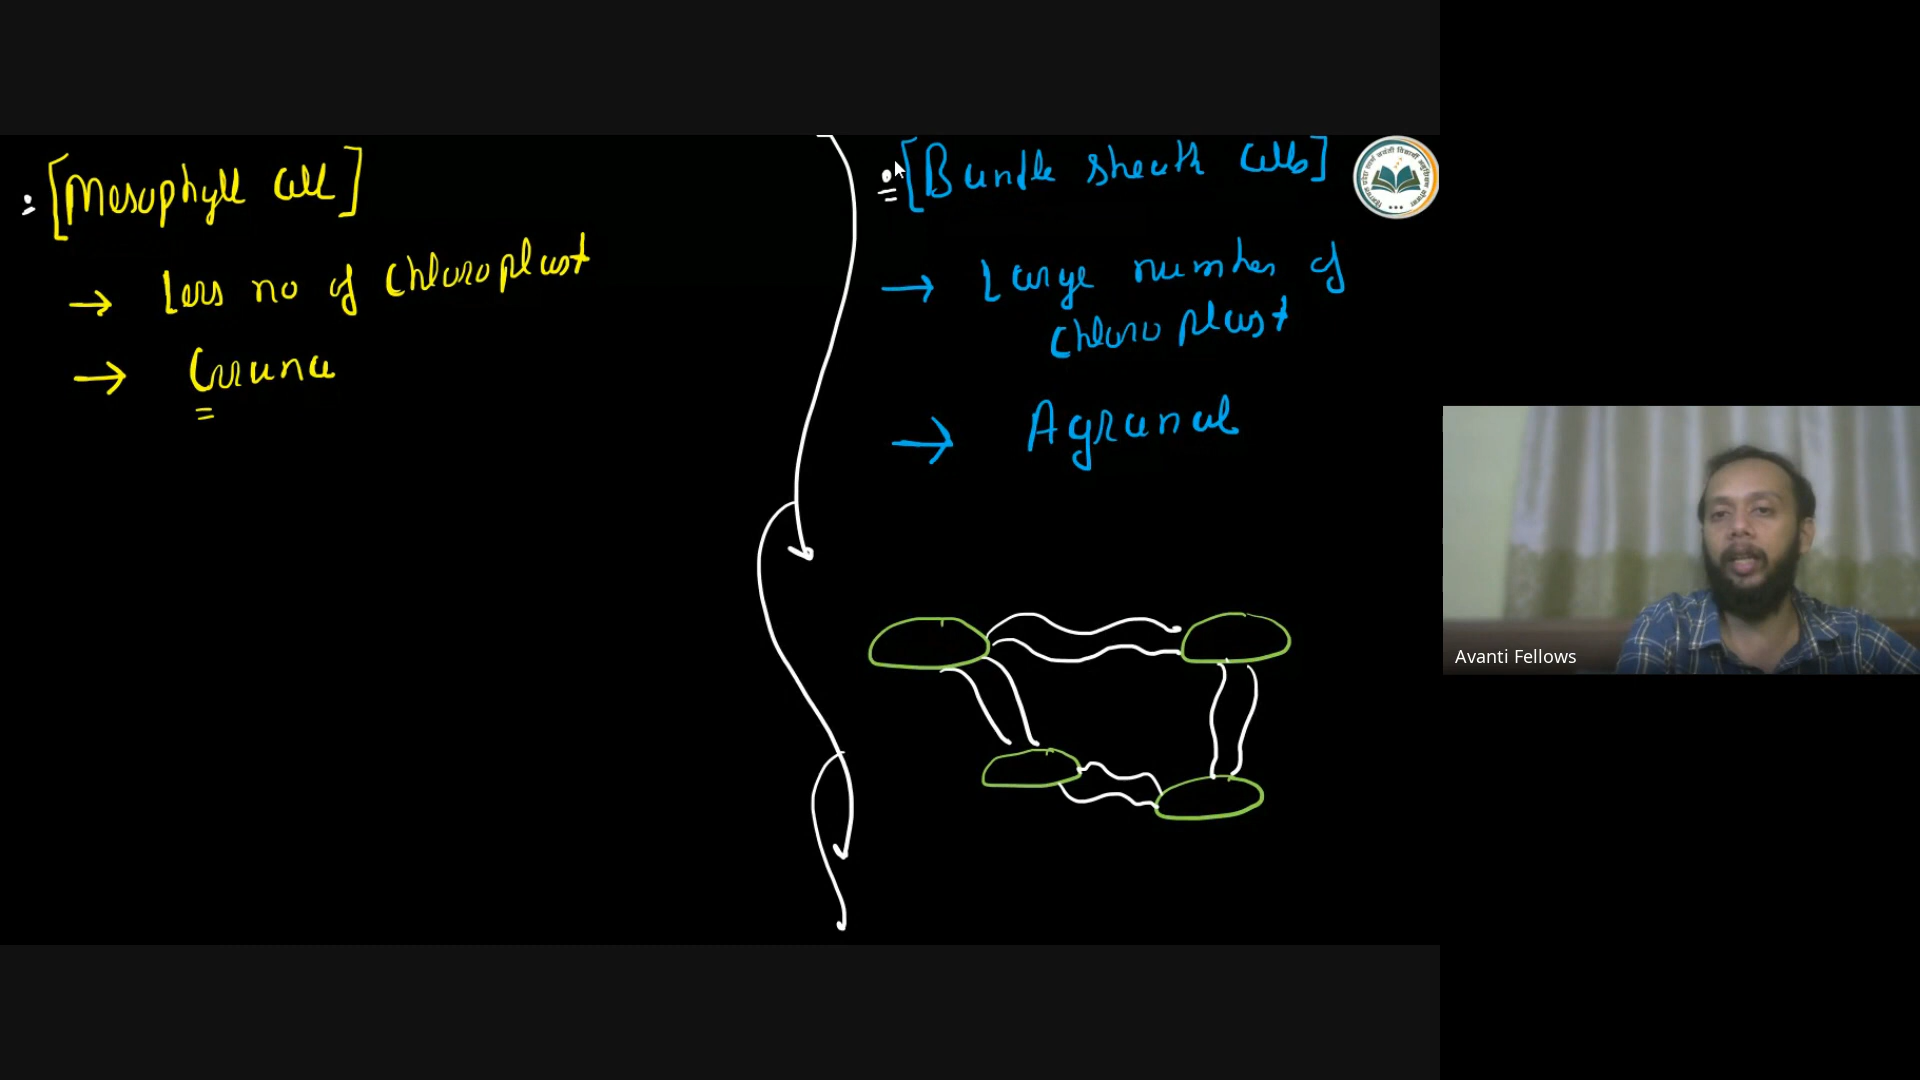 [Mesophyll Cell]
→ Less no of chloroplast
→ Grana
[Bundle sheath Cells]
→ Large number of
chloroplast
→ Agranal
Avanti Fellows